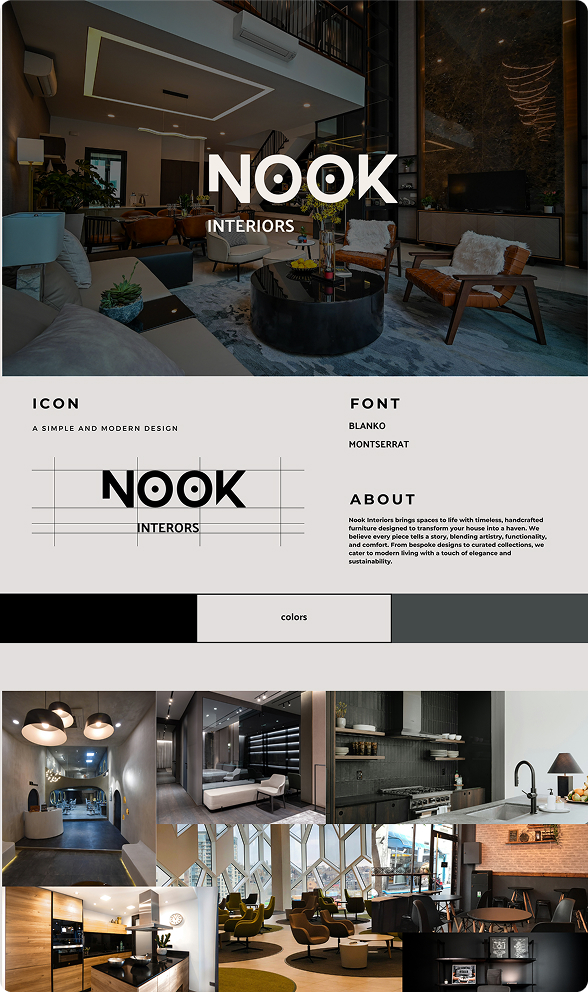 NOOK
INTERIORS
ICON
A SIMPLE AND MODERN DESIGN
NOOK
INTERORS
FONT
BLANKO
MONTSERRAT
ABOUT
Nook Interiors brings spaces to life with timeless, handcrafted
furniture designed to transform your house into a haven. We
believe every piece tells a story, blending artistry, functionality,
and comfort. From bespoke designs to curated collections, we
cater to modern living with a touch of elegance and
sustainability.
colors